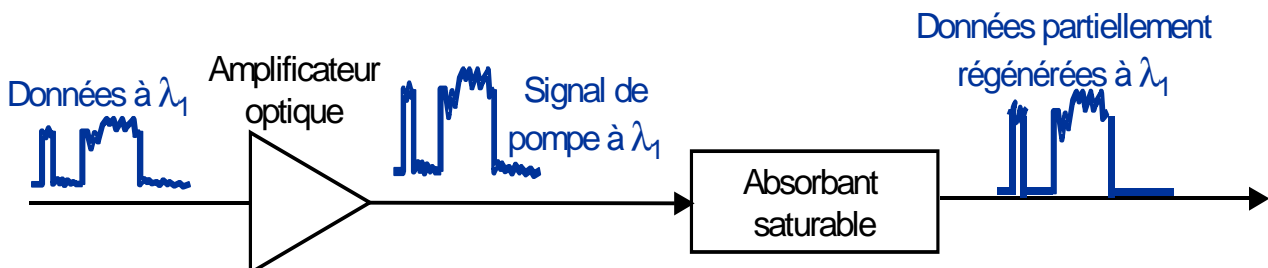 Données à λ1
Amplificateur
optique
Signal de
pompe à λ1
Absorbant
saturable
Données partiellement
régénérées à λ1